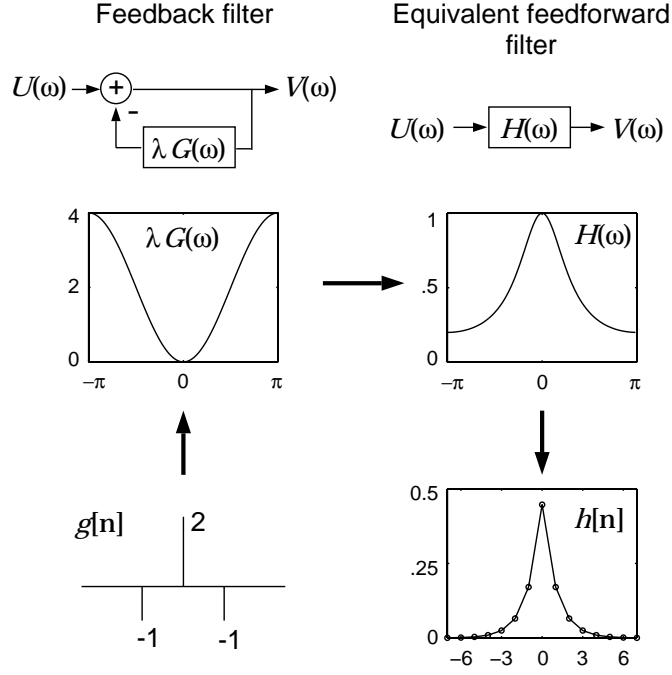 Feedback filter
Equivalent feedforward
filter
U(ω) + V(ω)
-
λ G(ω)
U(ω) H(ω) V(ω)
4
2
0
λ G(ω)
−π 0 π
1
.5
0
H(ω)
−π 0 π
g[n]
2
-1 -1
0.5
.25
0
h[n]
−6 −3 0 3 6